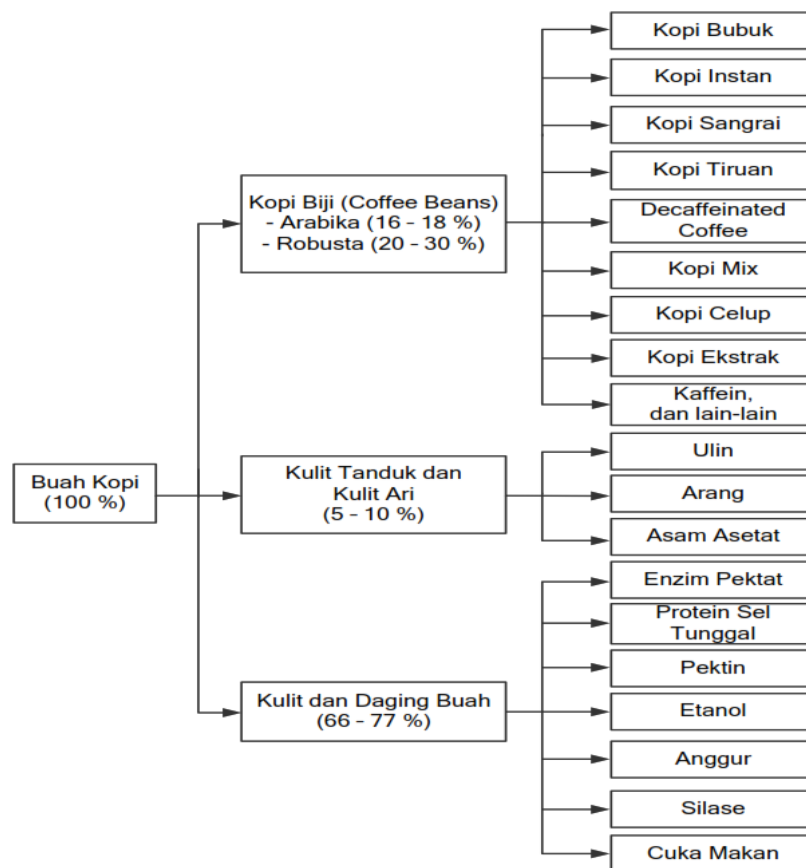 Buah Kopi
(100 %)
Kopi Biji (Coffee Beans)
- Arabika (16 - 18 %)
- Robusta (20 - 30 %)
Kopi Bubuk
Kopi Instan
Kopi Sangrai
Kopi Tiruan
Decaffeinated
Coffee
Kopi Mix
Kopi Celup
Kopi Ekstrak
Kaffein,
dan lain-lain
Kulit Tanduk dan
Kulit Ari
(5 - 10 %)
Ulin
Arang
Asam Asetat
Kulit dan Daging Buah
(66 - 77 %)
Enzim Pektat
Protein Sel
Tunggal
Pektin
Etanol
Anggur
Silase
Cuka Makan